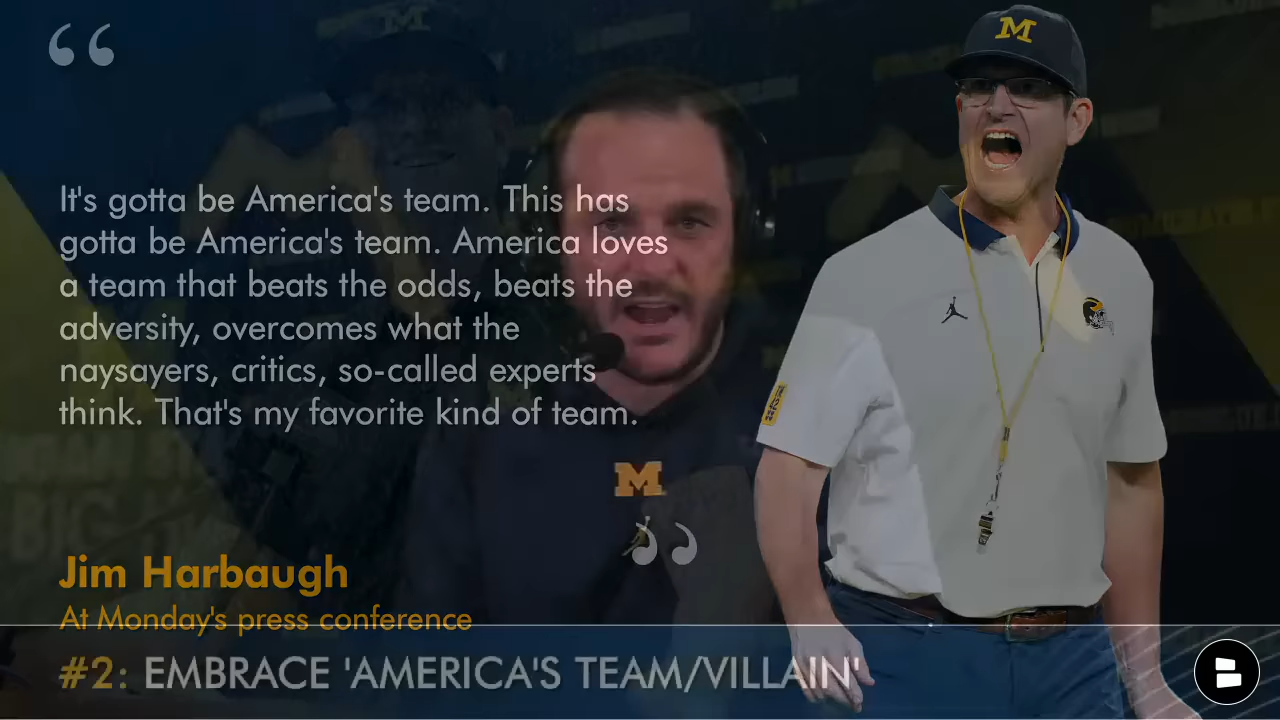 “
It's gotta be America's team. This has
gotta be America's team. America loves
a team that beats the odds, beats the
adversity, overcomes what the
naysayers, critics, so-called experts
think. That's my favorite kind of team.
”
Jim Harbaugh
At Monday's press conference
#2: EMBRACE 'AMERICA'S TEAM/VILLAIN'
M
M
M